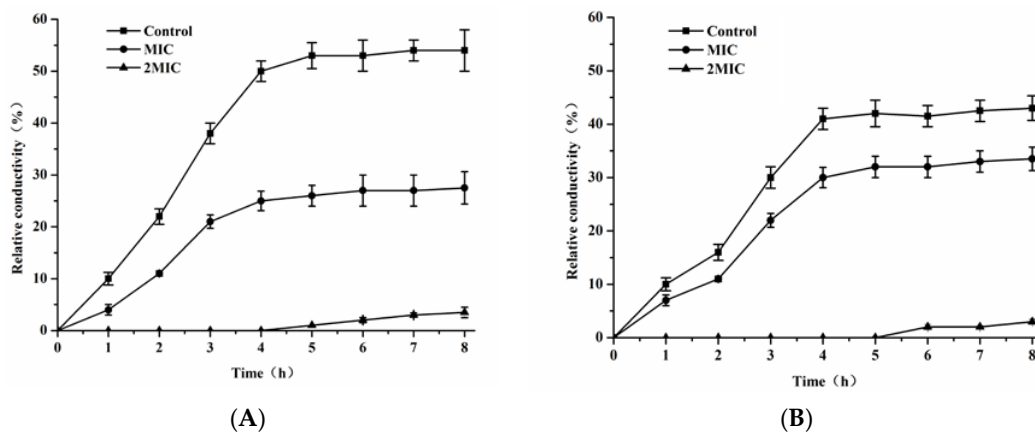 60
50
40
30
20
10
0
Relative conductivity (%)
Control
MIC
2MIC
0 1 2 3 4 5 6 7 8
Time (h)
(A)
60
50
40
30
20
10
0
Relative conductivity (%)
Control
MIC
2MIC
0 1 2 3 4 5 6 7 8
Time (h)
(B)